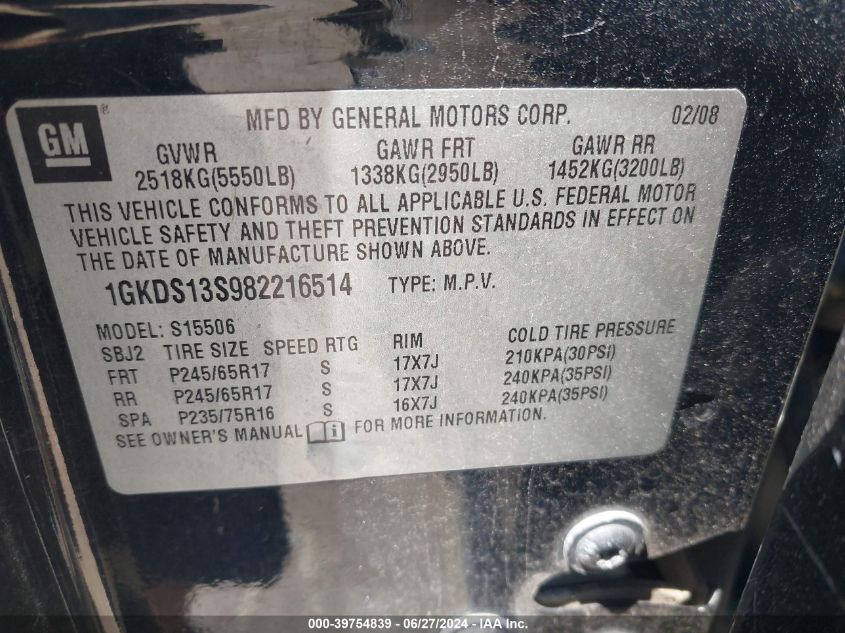 GM® MFD BY GENERAL MOTORS CORP. 02/08
GVWR GAWR FRT GAWR RR
2518KG(5550LB) 1338KG(2950LB) 1452KG(3200LB)
THIS VEHICLE CONFORMS TO ALL APPLICABLE U.S. FEDERAL MOTOR
VEHICLE SAFETY AND THEFT PREVENTION STANDARDS IN EFFECT ON
THE DATE OF MANUFACTURE SHOWN ABOVE.
1GKDS13S982216514 TYPE: M.P.V.
MODEL: S15506
SBJ2 TIRE SIZE SPEED RTG RIM COLD TIRE PRESSURE
FRT P245/65R17 S 17X7J 210KPA(30PSI)
RR P245/65R17 S 17X7J 240KPA(35PSI)
SPA P235/75R16 S 16X7J 240KPA(35PSI)
SEE OWNER'S MANUAL i FOR MORE INFORMATION.
000-39754839 - 06/27/2024 - IAA Inc.